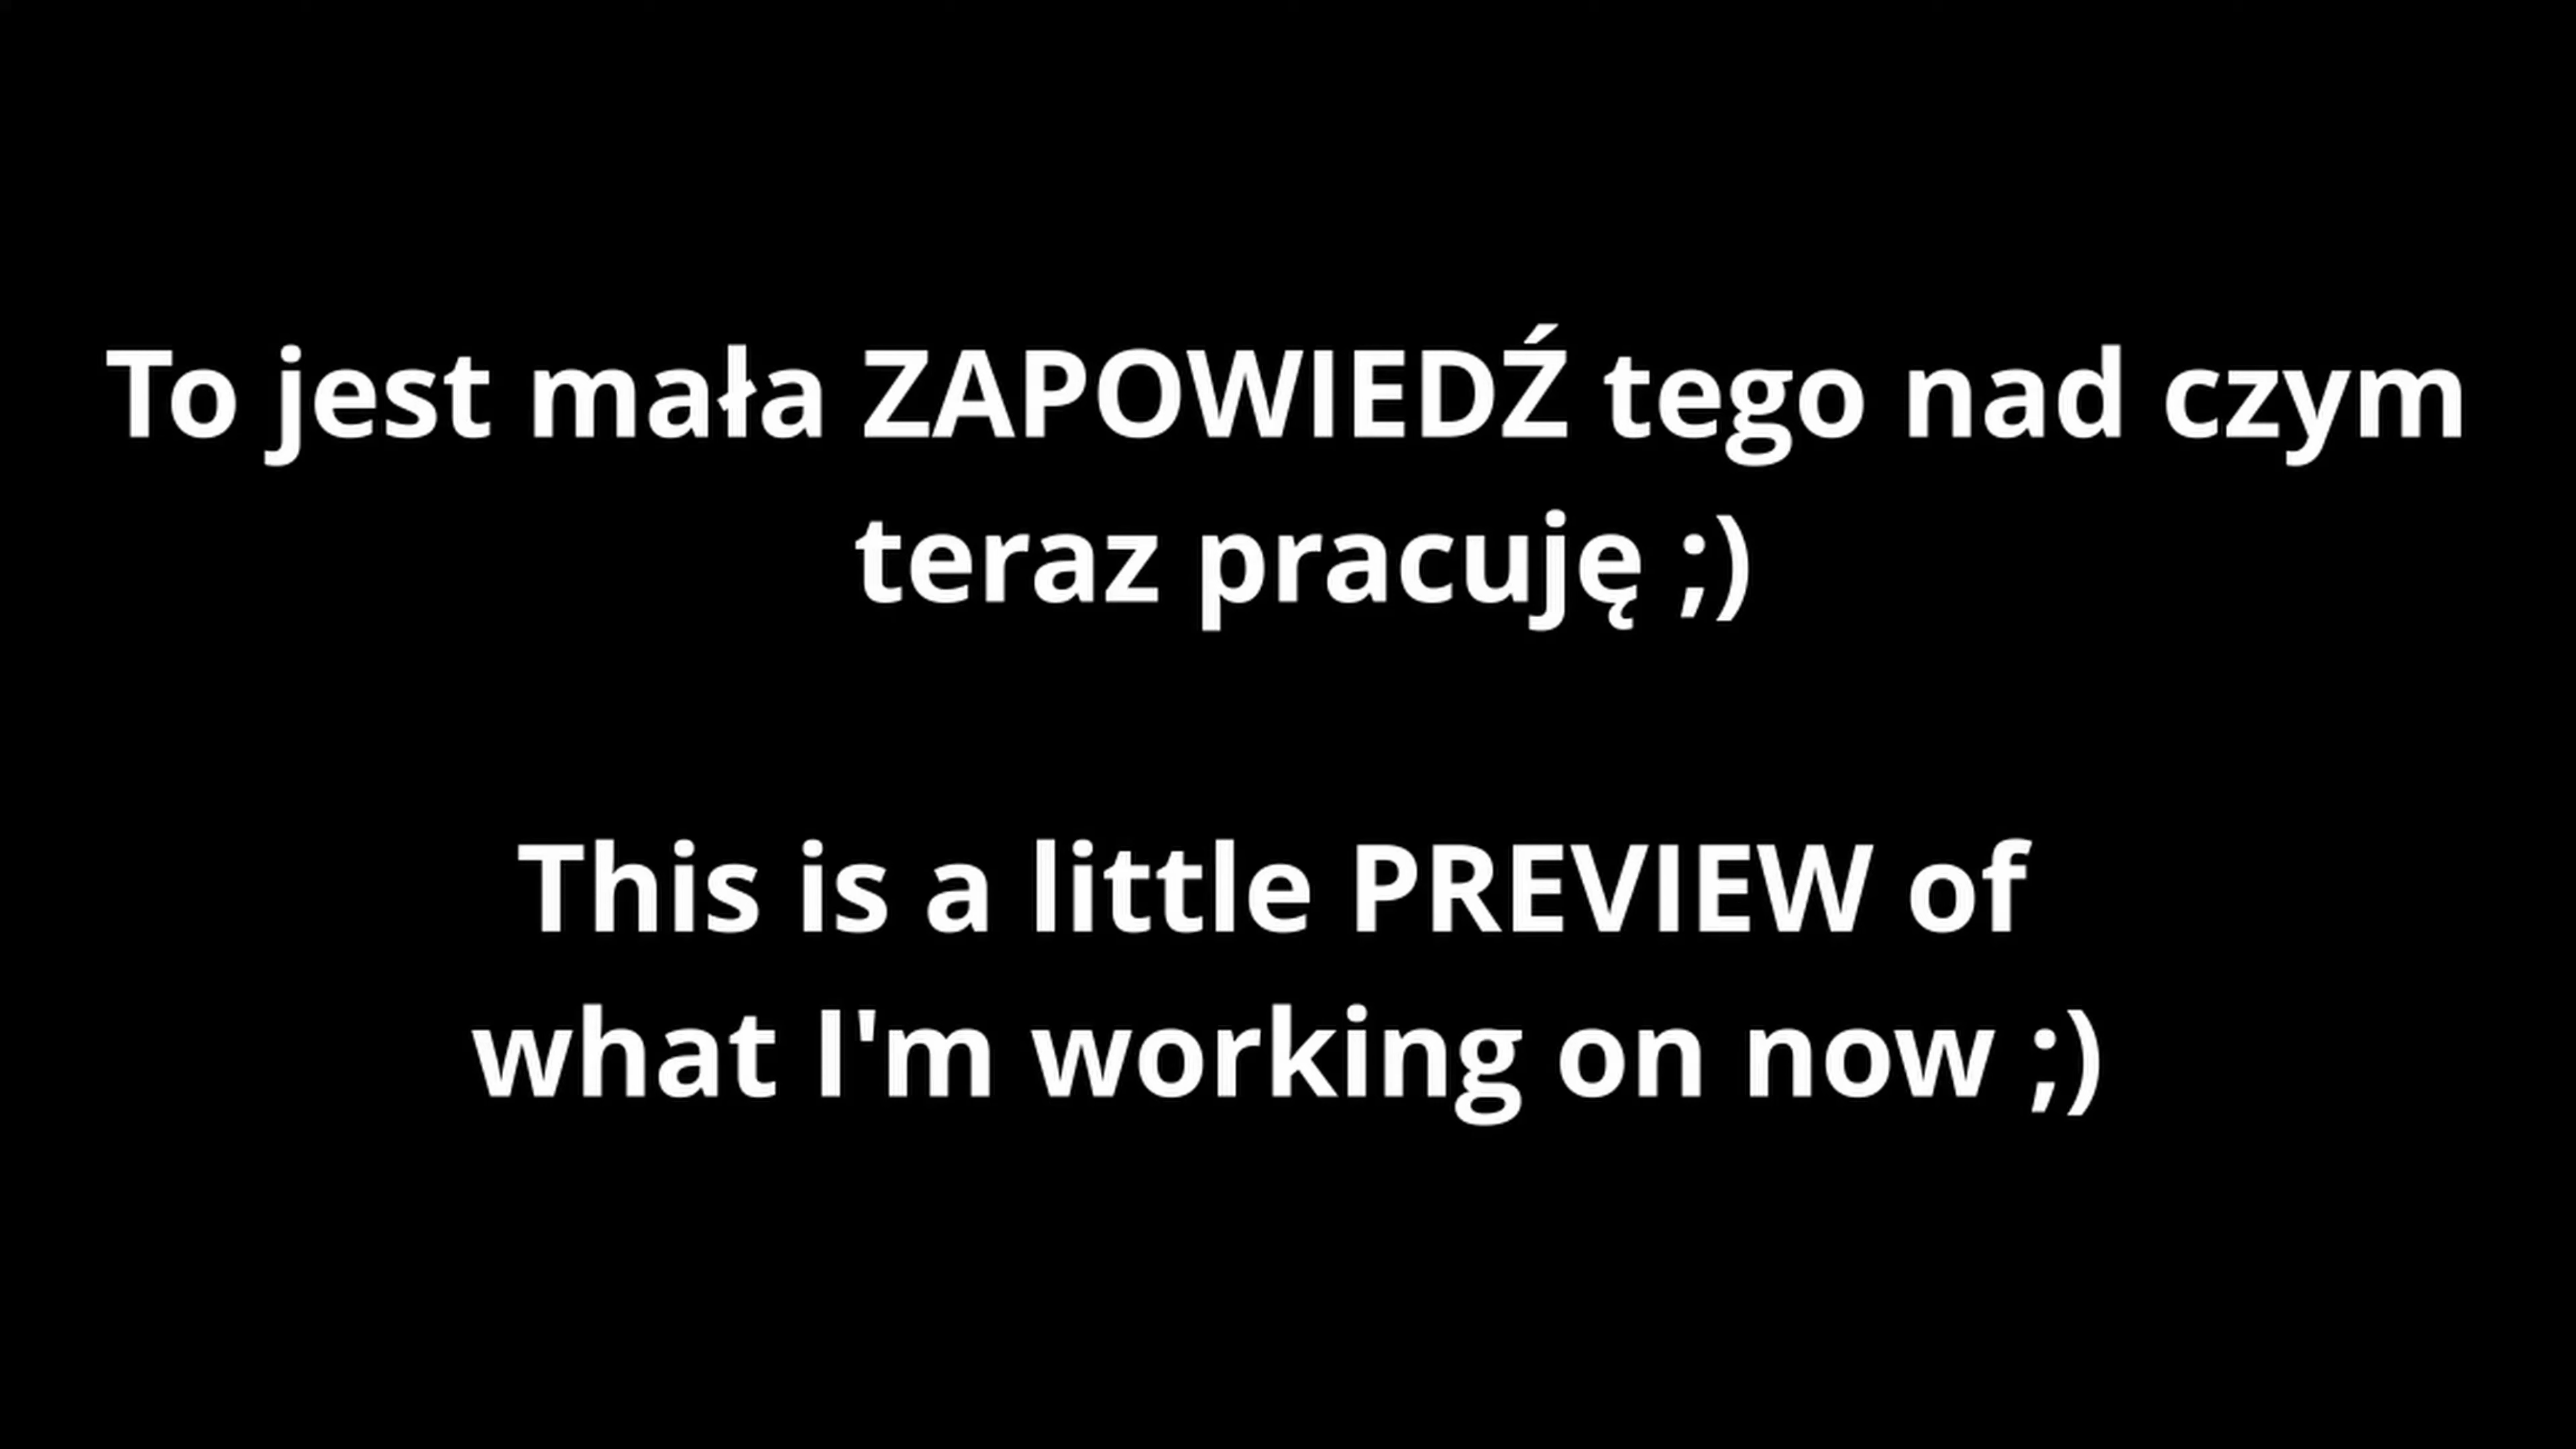 To jest mała ZAPOWIEDŹ tego nad czym
teraz pracuję ;)
This is a little PREVIEW of
what I'm working on now ;)